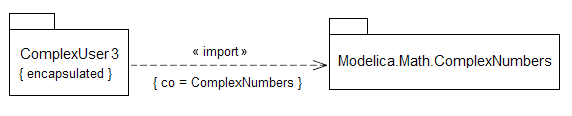 ComplexUser3
{ encapsulated }
« import »
{ co = ComplexNumbers }
Modelica.Math.ComplexNumbers